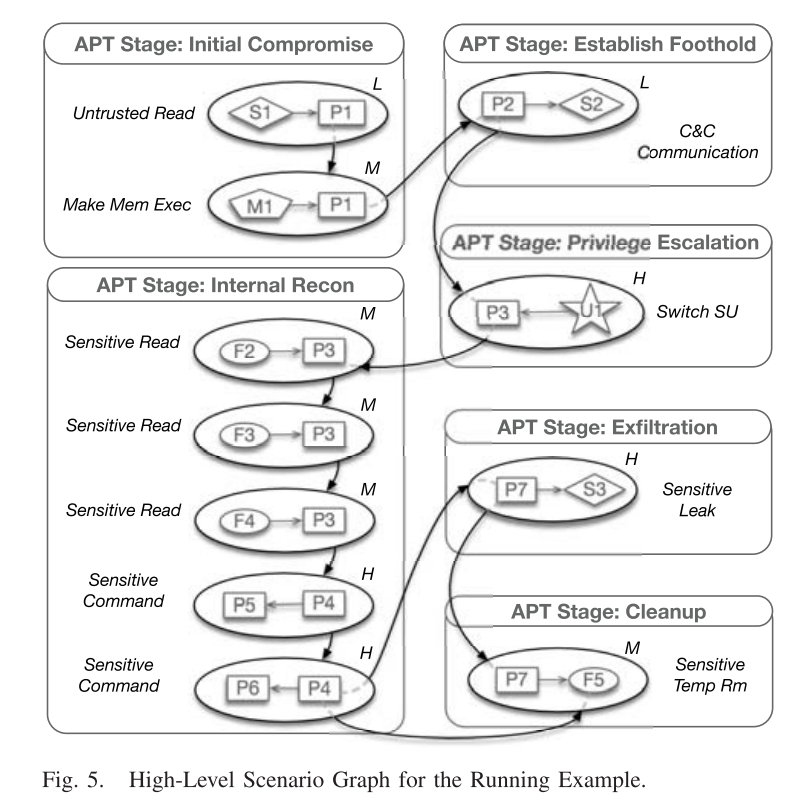 APT Stage: Initial Compromise
L
Untrusted Read
S1
P1
M
Make Mem Exec
M1
P1
APT Stage: Establish Foothold
L
P2
S2
C&C
Communication
APT Stage: Privilege Escalation
H
P3
U1
Switch SU
APT Stage: Internal Recon
M
Sensitive Read
F2
P3
M
Sensitive Read
F3
P3
M
Sensitive Read
F4
P3
H
Sensitive
Command
P5
P4
H
Sensitive
Command
P6
P4
APT Stage: Exfiltration
H
P7
S3
Sensitive
Leak
APT Stage: Cleanup
M
P7
F5
Sensitive
Temp Rm
Fig. 5. High-Level Scenario Graph for the Running Example.